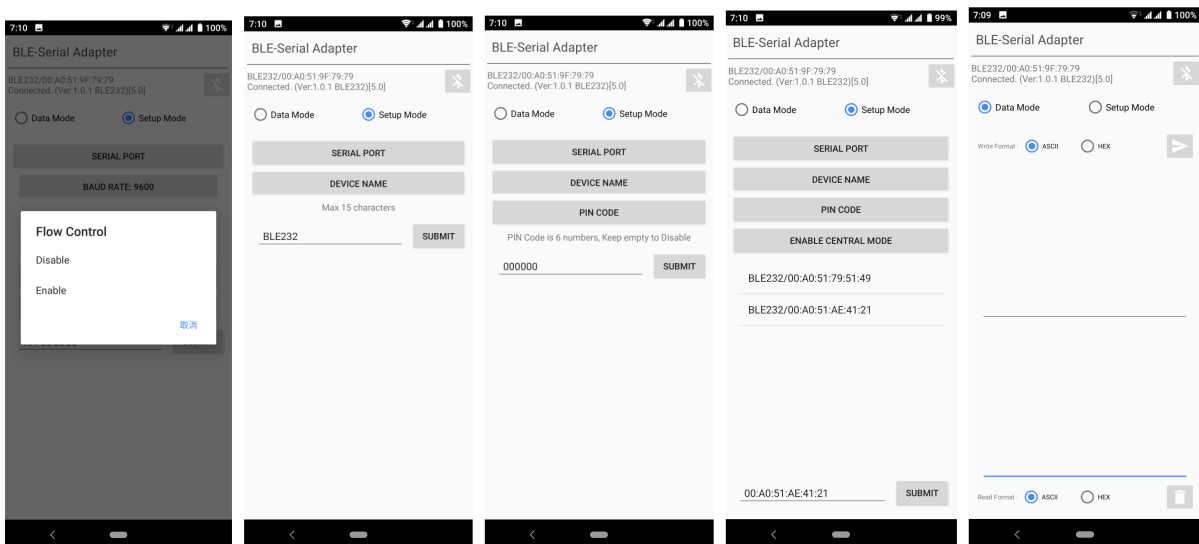 7:10
100%
BLE-Serial Adapter
BLE232/00:A0:51:9F:79:79
Connected. (Ver:1.0.1 BLE232)[5.0]
Data Mode
Setup Mode
SERIAL PORT
BAUD RATE: 9600
Flow Control
Disable
Enable
取消
7:10
100%
BLE-Serial Adapter
BLE232/00:A0:51:9F:79:79
Connected. (Ver:1.0.1 BLE232)[5.0]
Data Mode
Setup Mode
SERIAL PORT
DEVICE NAME
Max 15 characters
BLE232
SUBMIT
7:10
100%
BLE-Serial Adapter
BLE232/00:A0:51:9F:79:79
Connected. (Ver:1.0.1 BLE232)[5.0]
Data Mode
Setup Mode
SERIAL PORT
DEVICE NAME
PIN CODE
PIN Code is 6 numbers, Keep empty to Disable
000000
SUBMIT
7:10
99%
BLE-Serial Adapter
BLE232/00:A0:51:9F:79:79
Connected. (Ver:1.0.1 BLE232)[5.0]
Data Mode
Setup Mode
SERIAL PORT
DEVICE NAME
PIN CODE
ENABLE CENTRAL MODE
BLE232/00:A0:51:79:51:49
BLE232/00:A0:51:AE:41:21
00:A0:51:AE:41:21
SUBMIT
7:09
100%
BLE-Serial Adapter
BLE232/00:A0:51:9F:79:79
Connected. (Ver:1.0.1 BLE232)[5.0]
Data Mode
Setup Mode
Write Format :
ASCII
HEX
Read Format :
ASCII
HEX